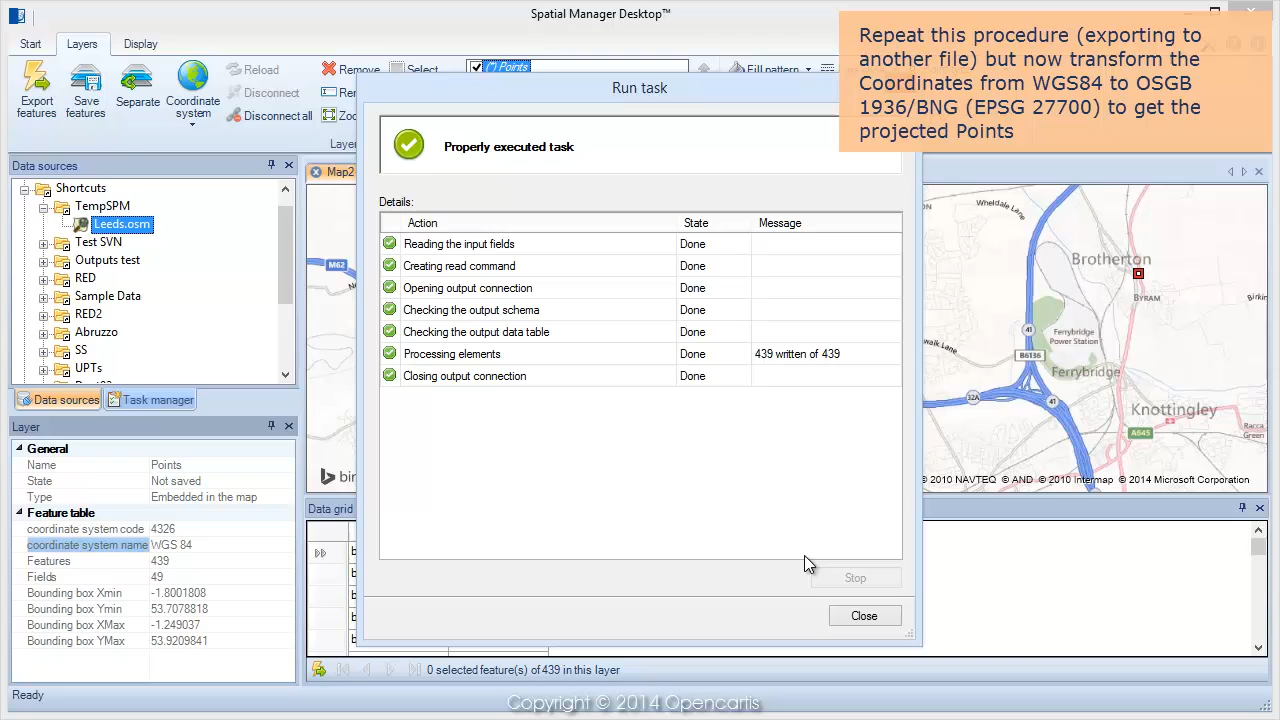 Spatial Manager Desktop™
Start
Layers
Display
Export features
Save features
Separate
Coordinate system
Reload
Disconnect
Disconnect all
Remove
Select
(*) Points
Fill pattern
Run task
Repeat this procedure (exporting to
another file) but now transform the
Coordinates from WGS84 to OSGB
1936/BNG (EPSG 27700) to get the
projected Points
Properly executed task
Details:
Action State Message
Reading the input fields Done
Creating read command Done
Opening output connection Done
Checking the output schema Done
Checking the output data table Done
Processing elements Done 439 written of 439
Closing output connection Done
Stop
Close
Data sources
Shortcuts
TempSPM
Leeds.osm
Test SVN
Outputs test
RED
Sample Data
RED2
Abruzzo
SS
UPTs
Data sources
Task manager
Layer
General
Name Points
State Not saved
Type Embedded in the map
Feature table
coordinate system code 4326
coordinate system name WGS 84
Features 439
Fields 49
Bounding box Xmin -1.8001808
Bounding box Ymin 53.7078818
Bounding box XMax -1.249037
Bounding box YMax 53.9209841
Map2
M62
bin
Wheldale Lane
Brotherton
BYRAM
41
Ferrybridge
Power Station
B6136
Ferrybridge
32A
41
Knottingley
A645
Racca
Green
© 2010 NAVTEQ © AND © 2010 Intermap © 2014 Microsoft Corporation
Data grid
0 selected feature(s) of 439 in this layer
Ready
Copyright © 2014 Opencartis